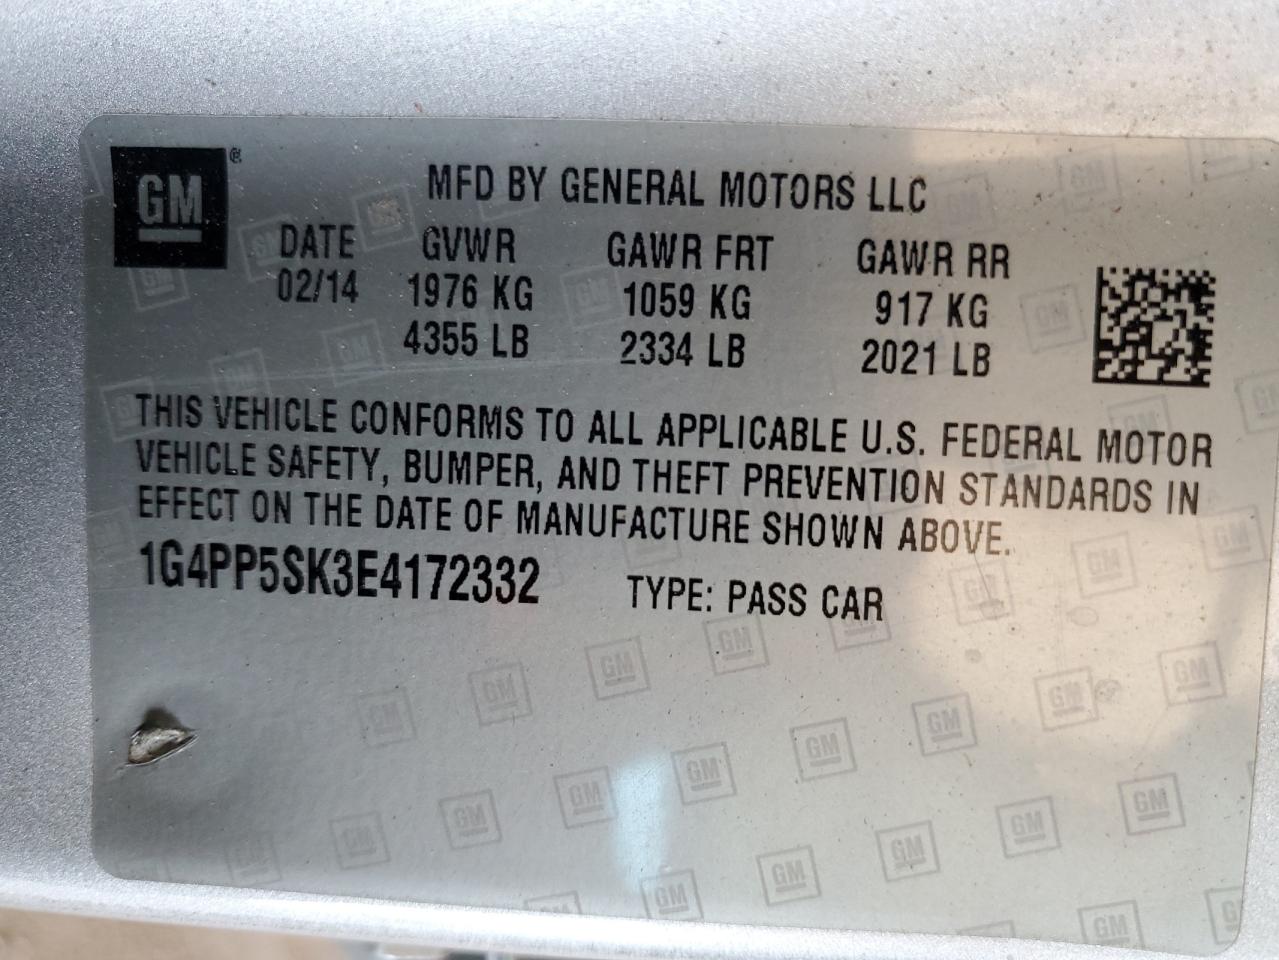 GM ®
MFD BY GENERAL MOTORS LLC
DATE GVWR GAWR FRT GAWR RR
02/14 1976 KG 1059 KG 917 KG
4355 LB 2334 LB 2021 LB
THIS VEHICLE CONFORMS TO ALL APPLICABLE U.S. FEDERAL MOTOR
VEHICLE SAFETY, BUMPER, AND THEFT PREVENTION STANDARDS IN
EFFECT ON THE DATE OF MANUFACTURE SHOWN ABOVE.
1G4PP5SK3E4172332 TYPE: PASS CAR